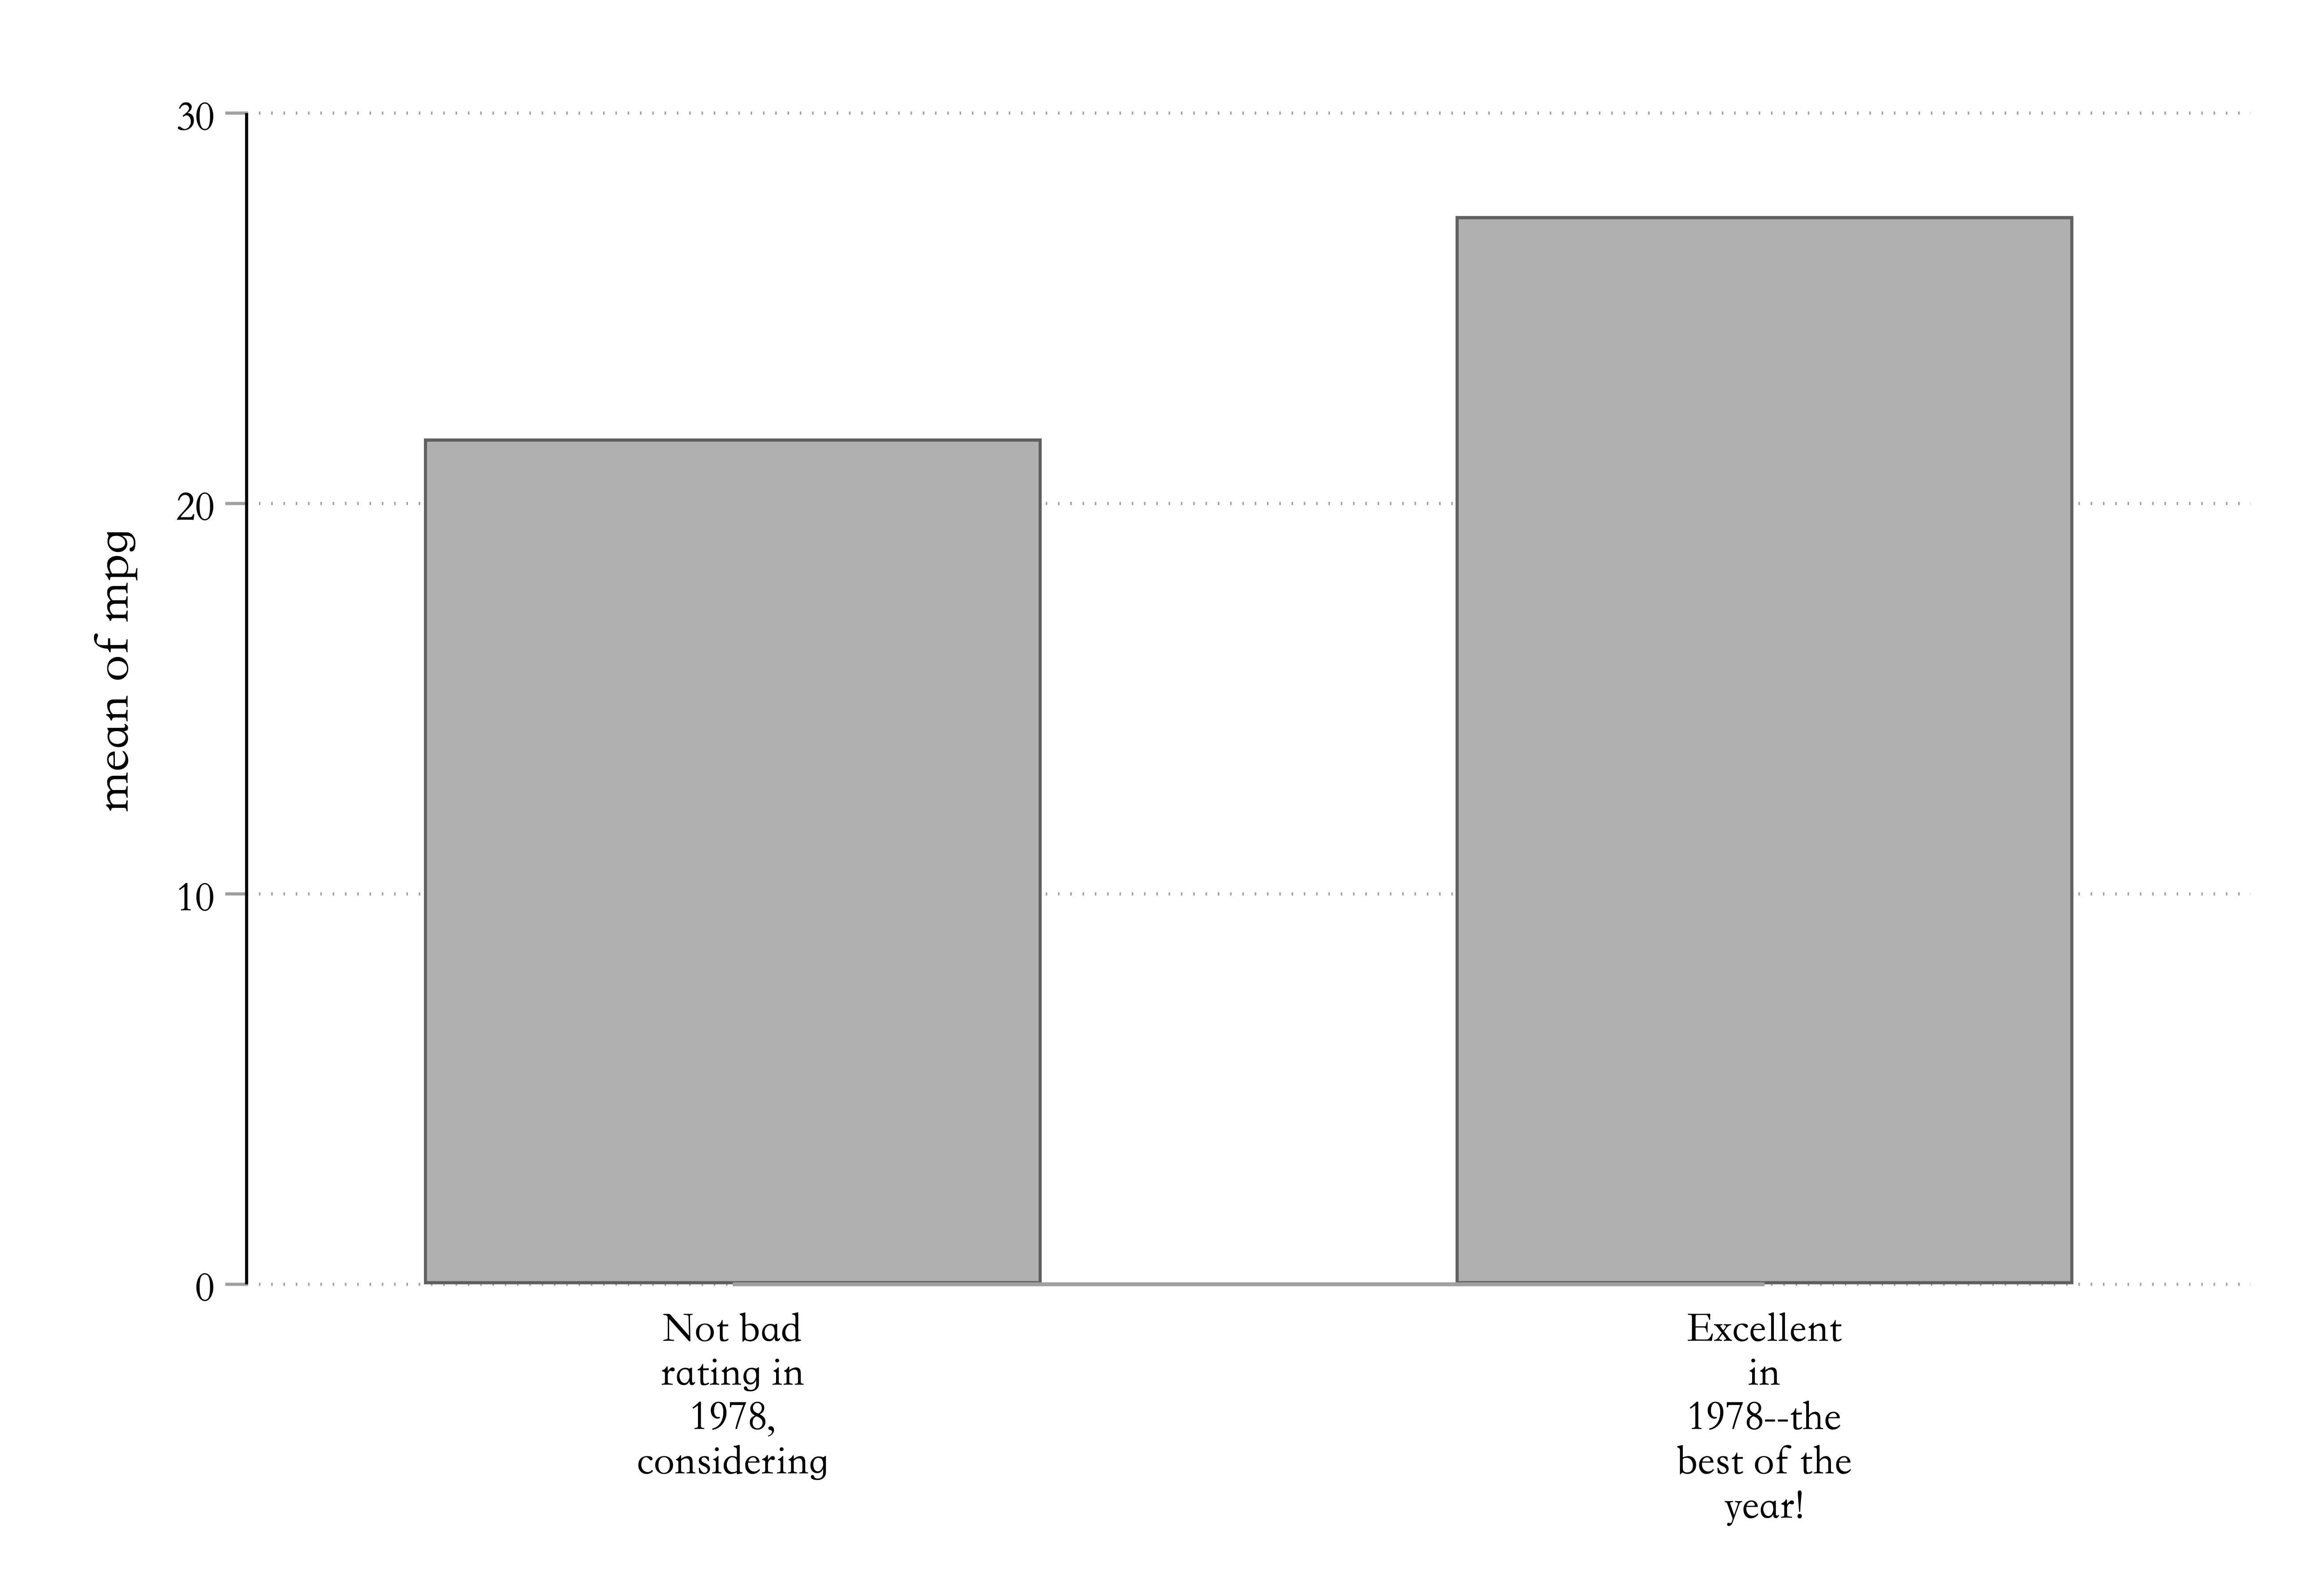 mean of mpg
30
20
10
0
Not bad
rating in
1978,
considering
Excellent
in
1978--the
best of the
year!